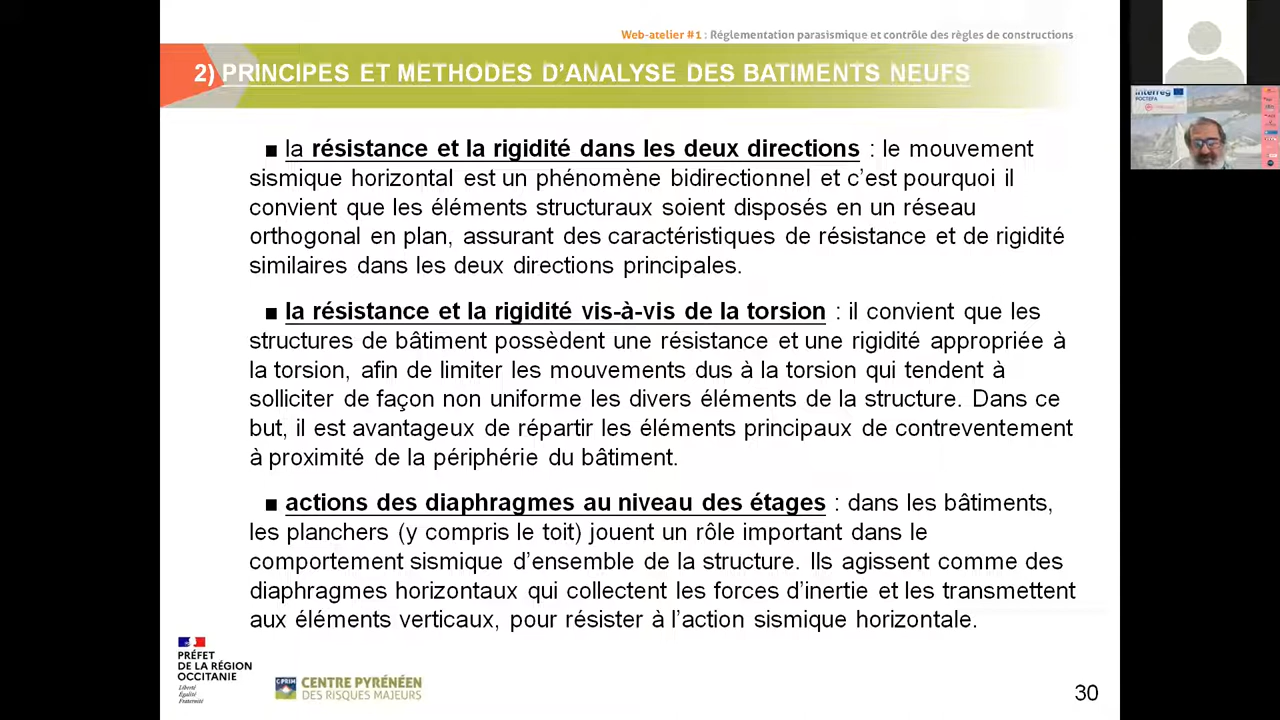 Web-atelier #1 : Réglementation parasismique et contrôle des règles de constructions
2) PRINCIPES ET METHODES D'ANALYSE DES BATIMENTS NEUFS
■ la résistance et la rigidité dans les deux directions : le mouvement
sismique horizontal est un phénomène bidirectionnel et c'est pourquoi il
convient que les éléments structuraux soient disposés en un réseau
orthogonal en plan, assurant des caractéristiques de résistance et de rigidité
similaires dans les deux directions principales.
■ la résistance et la rigidité vis-à-vis de la torsion : il convient que les
structures de bâtiment possèdent une résistance et une rigidité appropriée à
la torsion, afin de limiter les mouvements dus à la torsion qui tendent à
solliciter de façon non uniforme les divers éléments de la structure. Dans ce
but, il est avantageux de répartir les éléments principaux de contreventement
à proximité de la périphérie du bâtiment.
■ actions des diaphragmes au niveau des étages : dans les bâtiments,
les planchers (y compris le toit) jouent un rôle important dans le
comportement sismique d'ensemble de la structure. Ils agissent comme des
diaphragmes horizontaux qui collectent les forces d'inertie et les transmettent
aux éléments verticaux, pour résister à l'action sismique horizontale.
PRÉFET
DE LA RÉGION
OCCITANIE
Liberté
Égalité
Fraternité
CPRIM
CENTRE PYRÉNÉEN
DES RISQUES MAJEURS
30
Interreg
POCTEFA